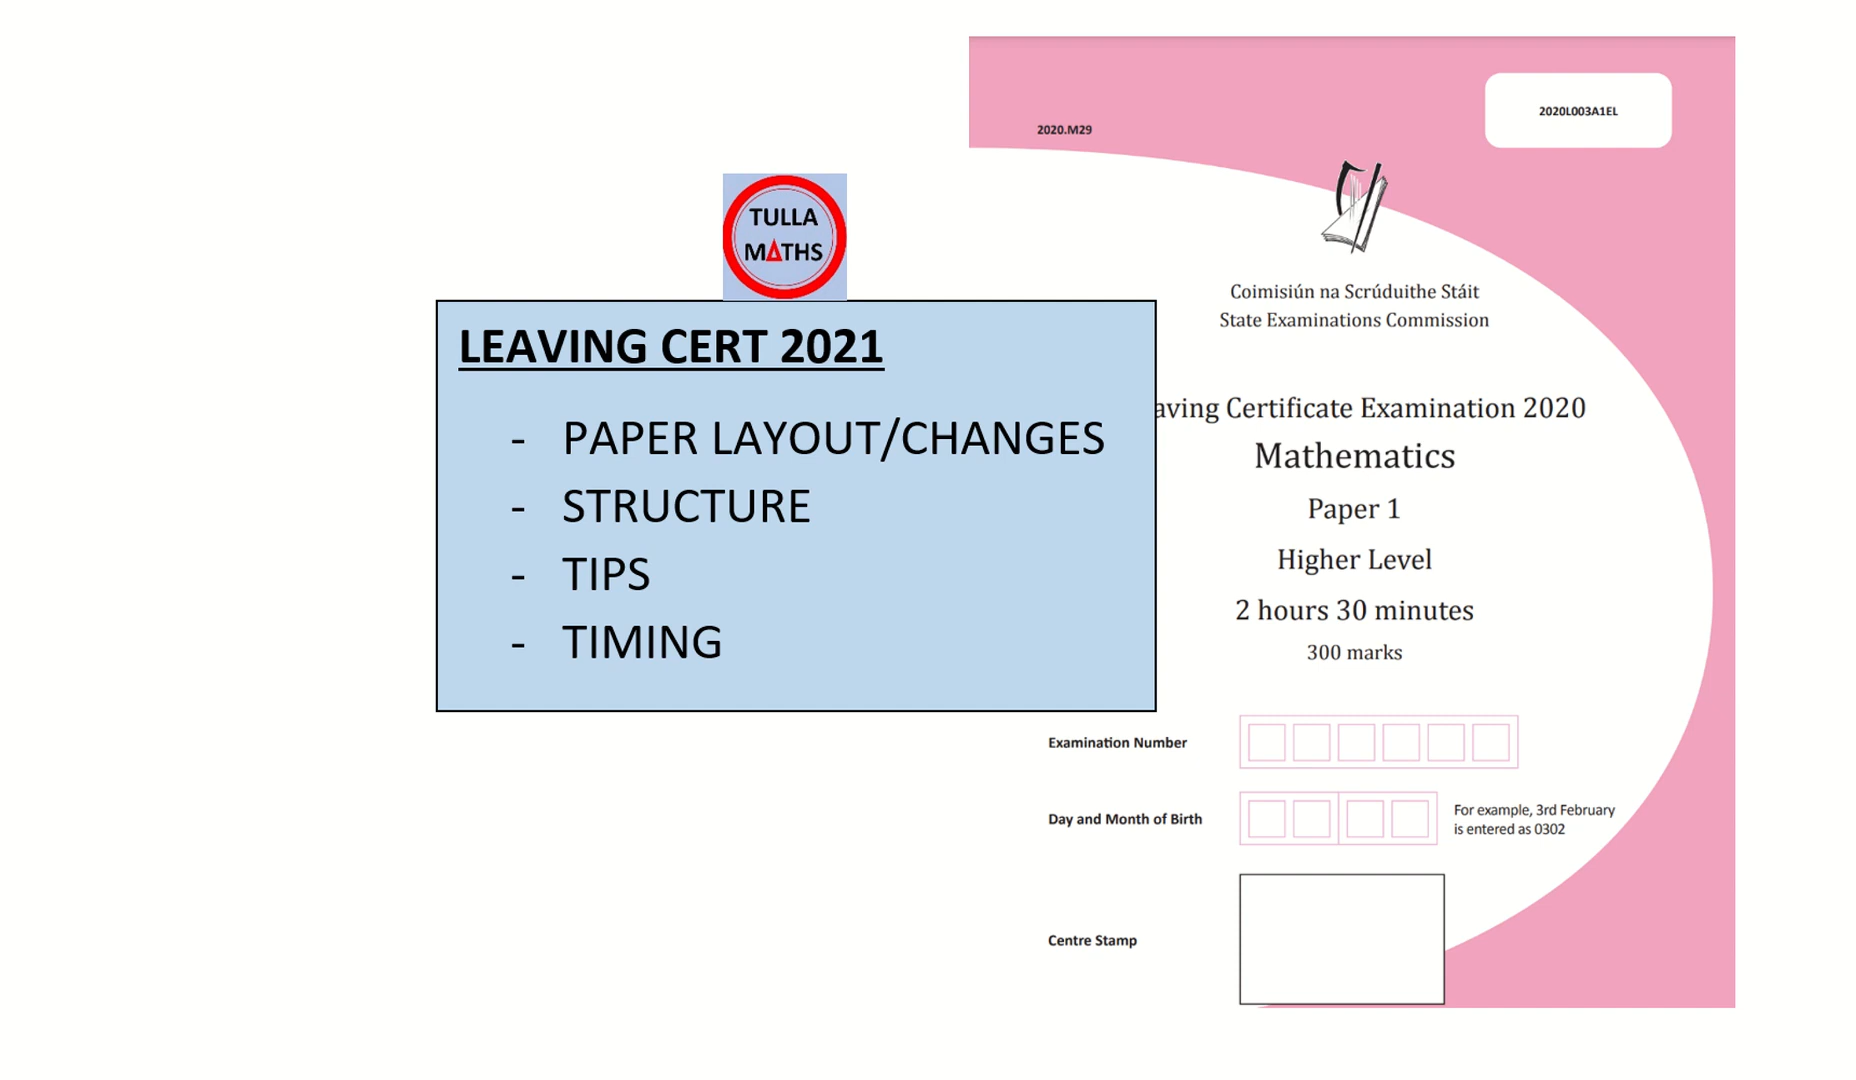 TULLA
MATHS
LEAVING CERT 2021
- PAPER LAYOUT/CHANGES
- STRUCTURE
- TIPS
- TIMING
2020.M29
2020L003A1EL
Coimisiún na Scrúduithe Stáit
State Examinations Commission
aving Certificate Examination 2020
Mathematics
Paper 1
Higher Level
2 hours 30 minutes
300 marks
Examination Number
Day and Month of Birth
For example, 3rd February
is entered as 0302
Centre Stamp